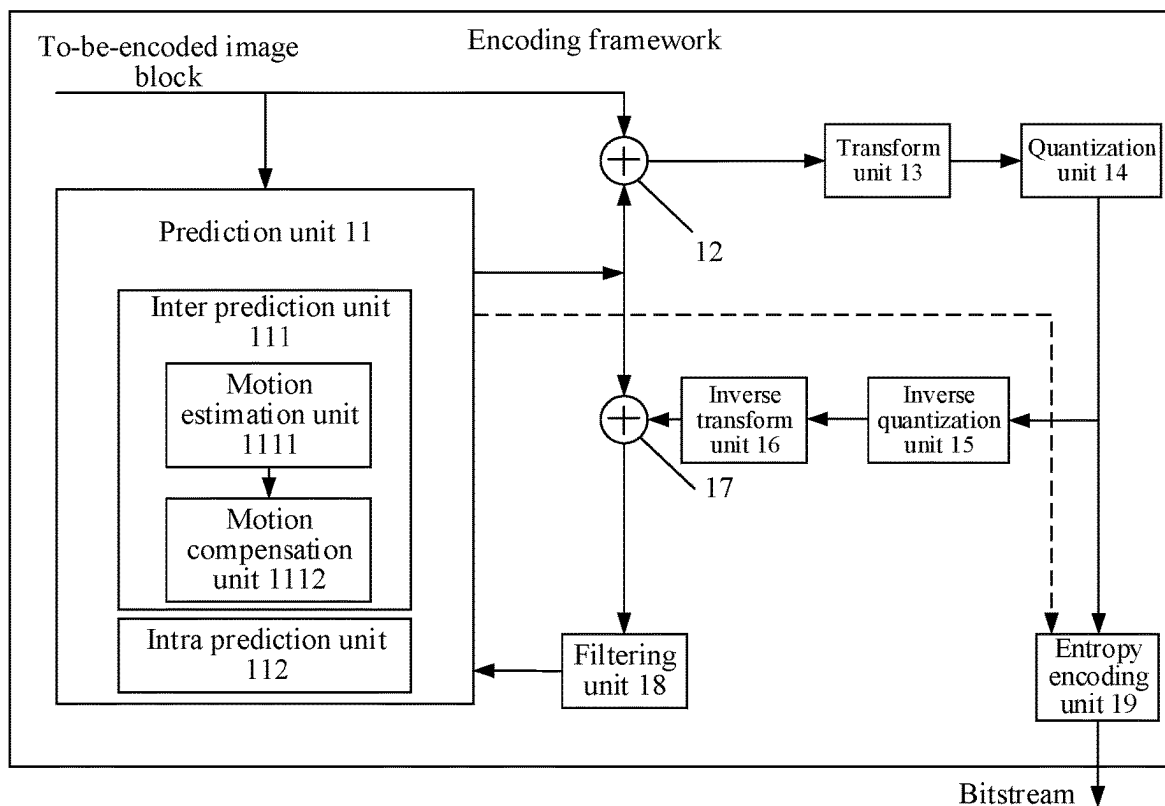 To-be-encoded image
block
Encoding framework
Transform
unit 13
Quantization
unit 14
12
Prediction unit 11
Inter prediction unit
111
Motion
estimation unit
1111
Inverse
transform
unit 16
Inverse
quantization
unit 15
17
Motion
compensation
unit 1112
Intra prediction unit
112
Filtering
unit 18
Entropy
encoding
unit 19
Bitstream